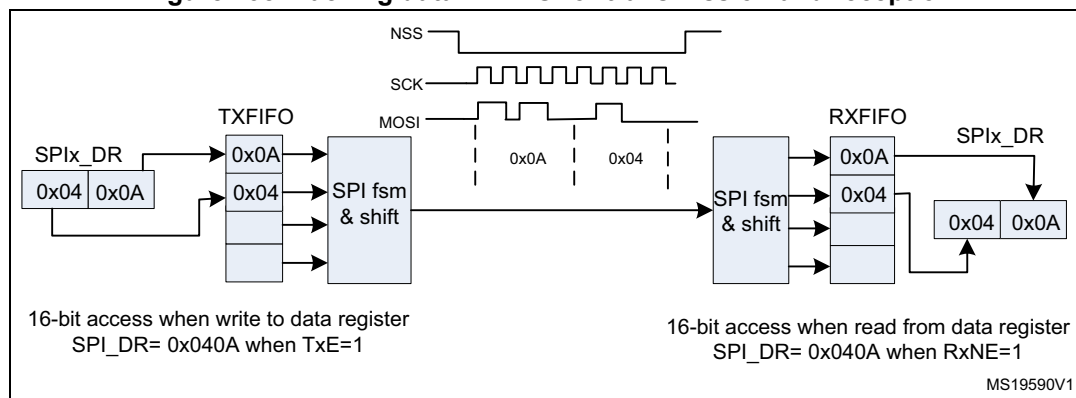 NSS
SCK
MOSI
TXFIFO
RXFIFO
SPIx_DR
SPIx_DR
0x04 0x0A
0x0A
0x04
SPI fsm
& shift
0x0A
0x04
SPI fsm
& shift
0x0A
0x04
0x04 0x0A
16-bit access when write to data register
SPI_DR= 0x040A when TxE=1
16-bit access when read from data register
SPI_DR= 0x040A when RxNE=1
MS19590V1